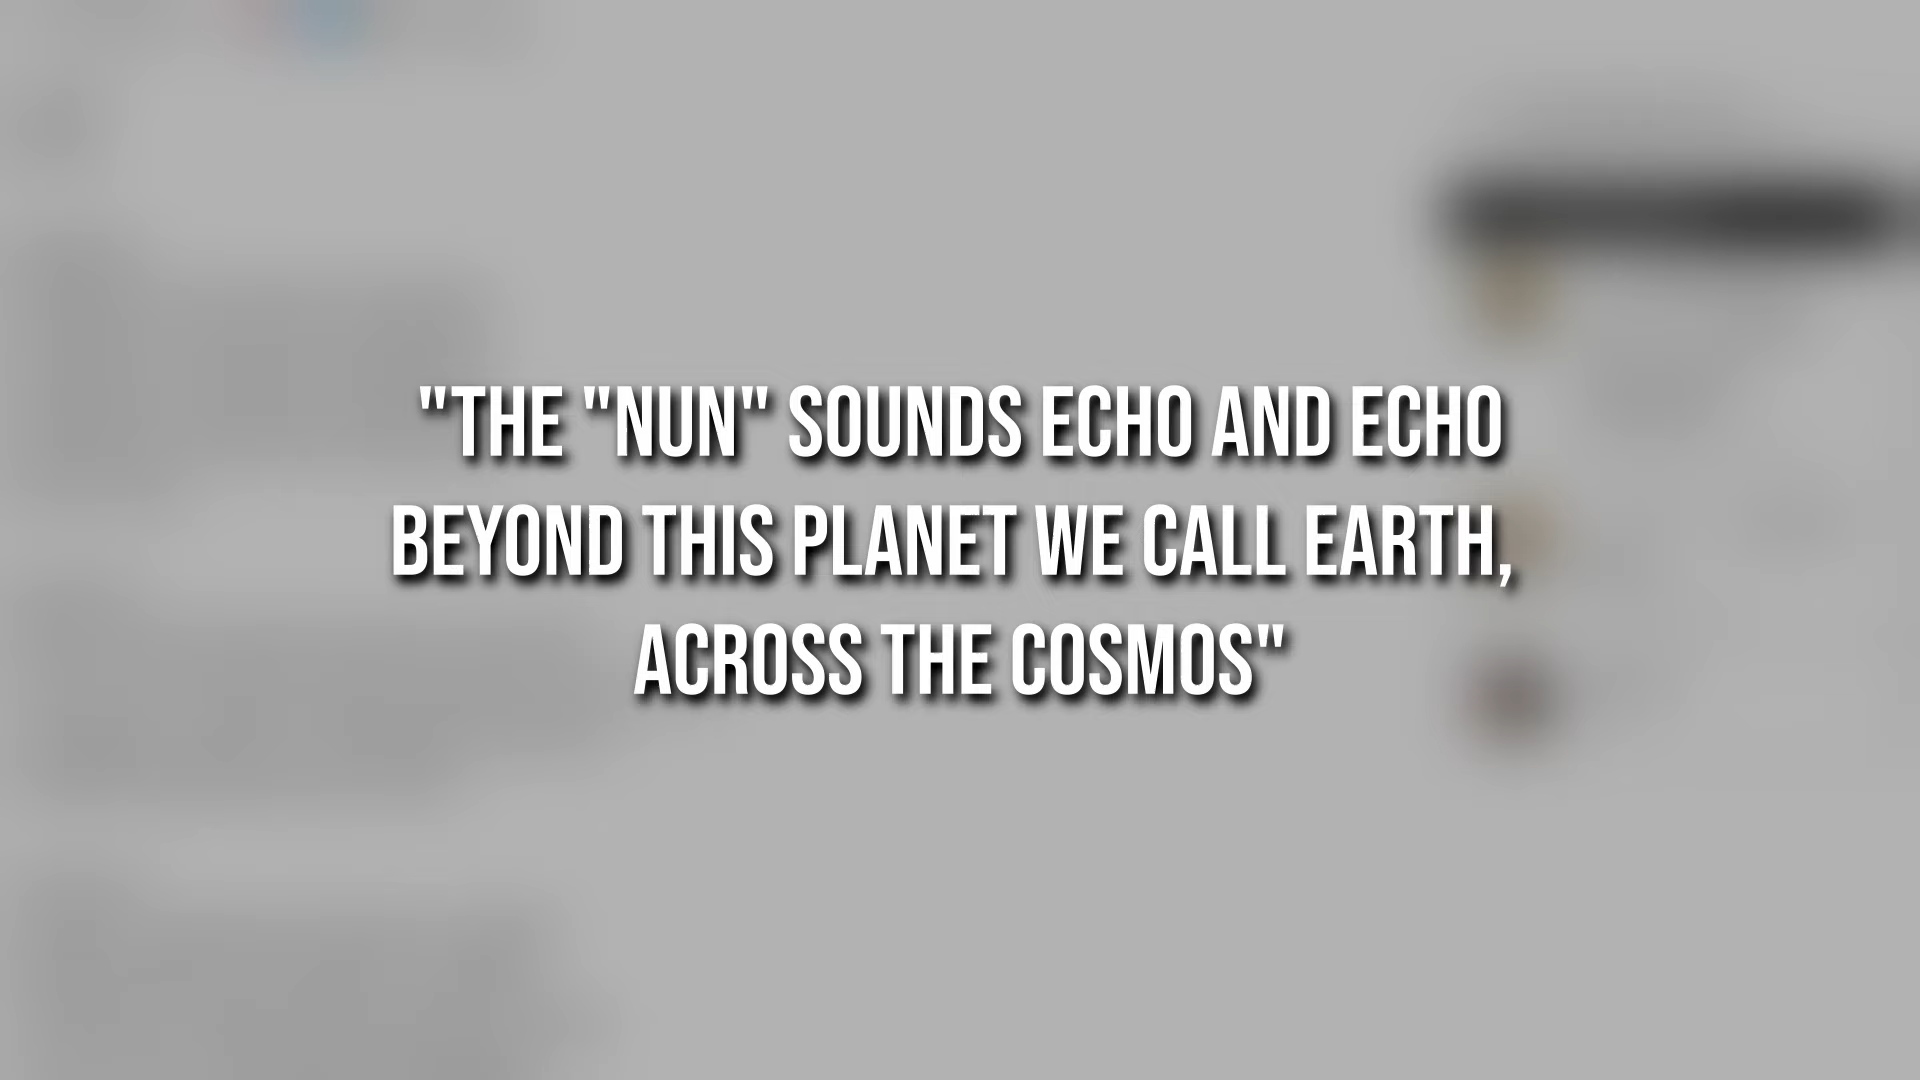 "THE "NUN" SOUNDS ECHO AND ECHO
BEYOND THIS PLANET WE CALL EARTH,
ACROSS THE COSMOS"